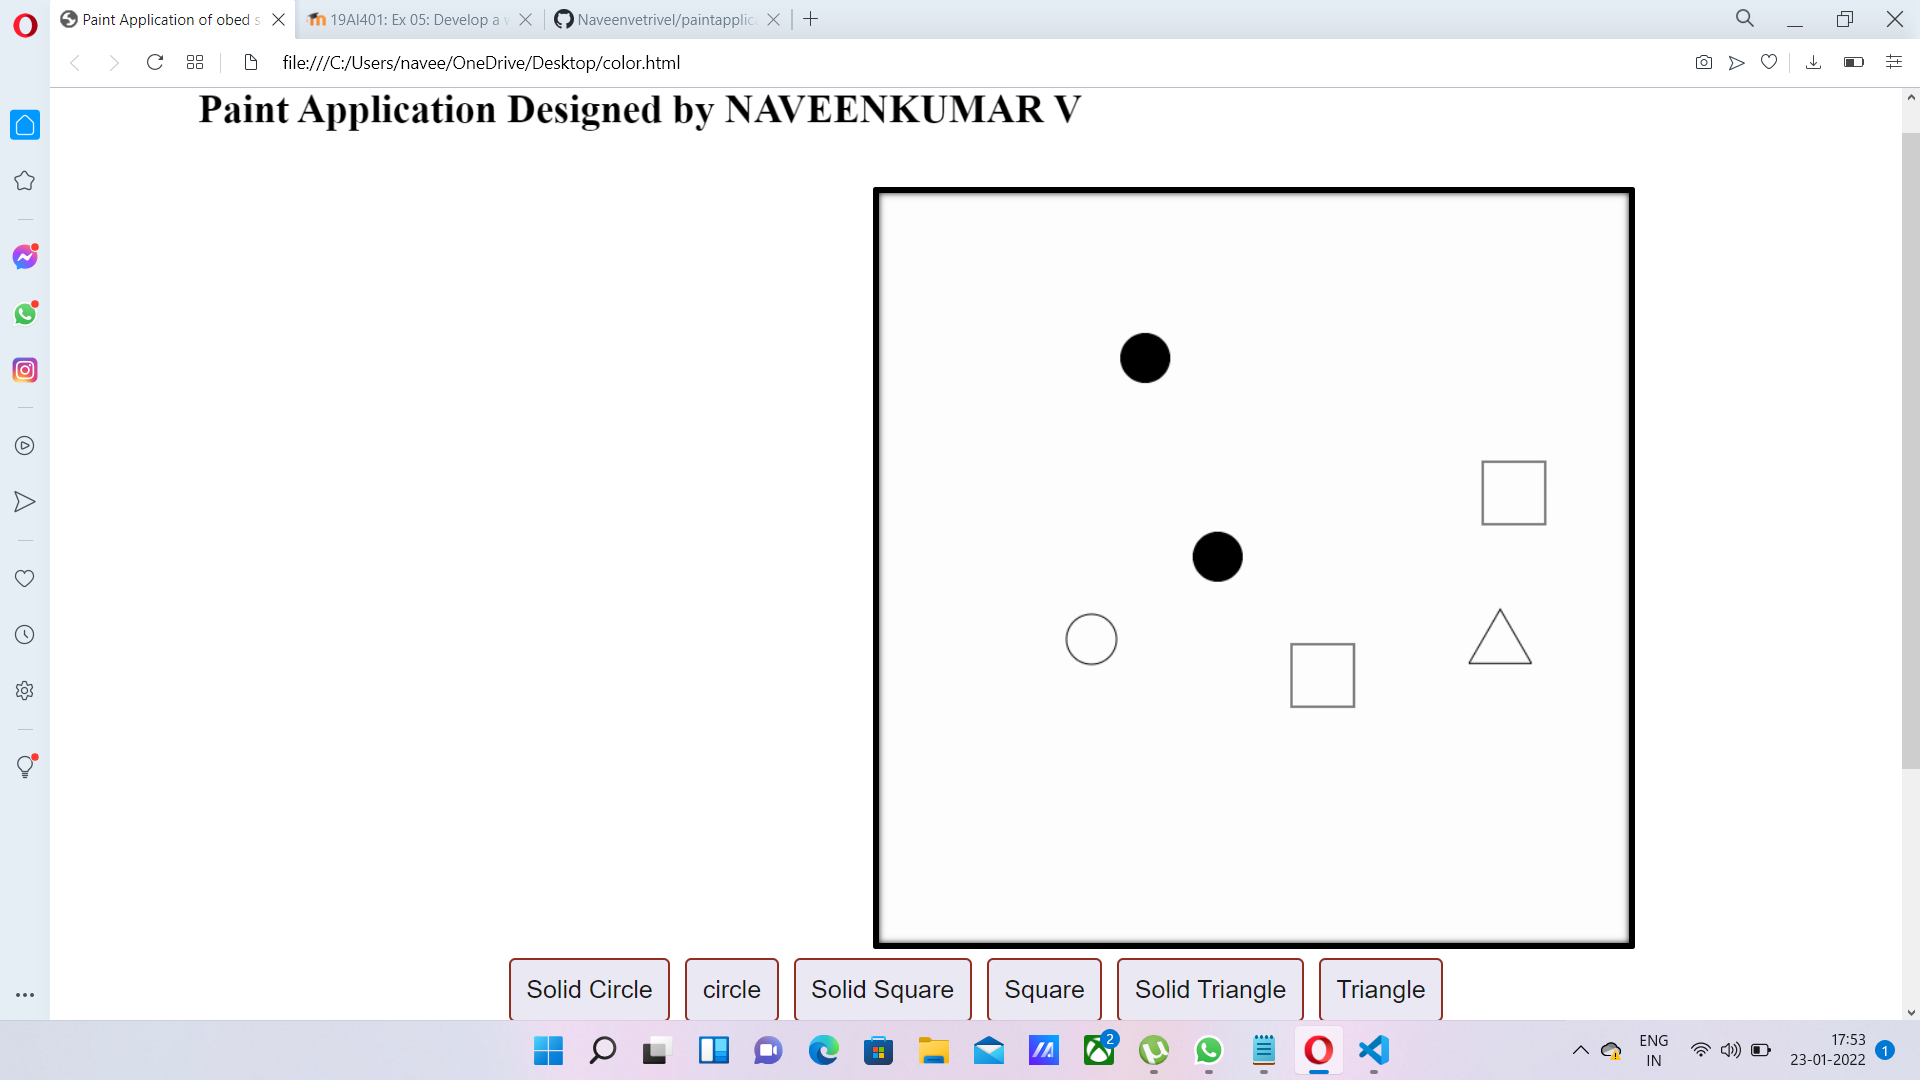 Paint Application of obed s
19AI401: Ex 05: Develop a w
Naveenvetrivel/paintapplica
file:///C:/Users/navee/OneDrive/Desktop/color.html
Paint Application Designed by NAVEENKUMAR V
Solid Circle circle Solid Square Square Solid Triangle Triangle
2
ENG
IN
17:53
23-01-2022
1